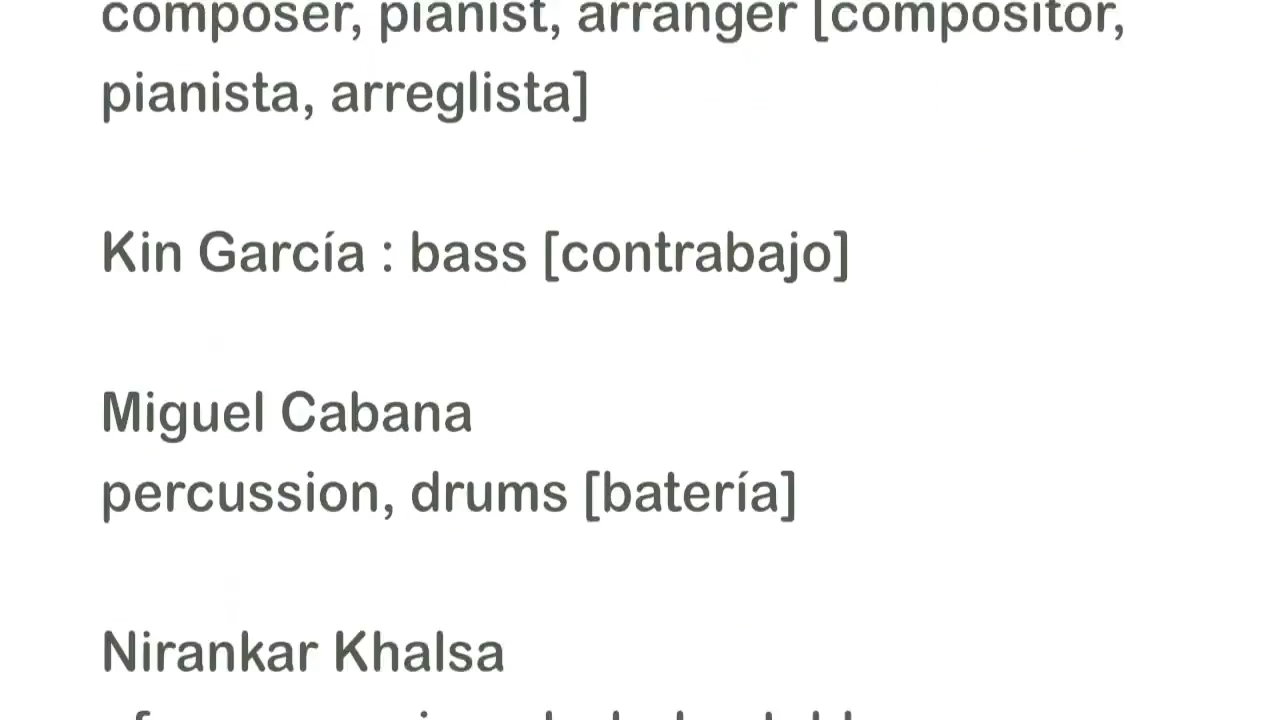 composer, pianist, arranger [compositor,
pianista, arreglista]
Kin García : bass [contrabajo]
Miguel Cabana
percussion, drums [batería]
Nirankar Khalsa